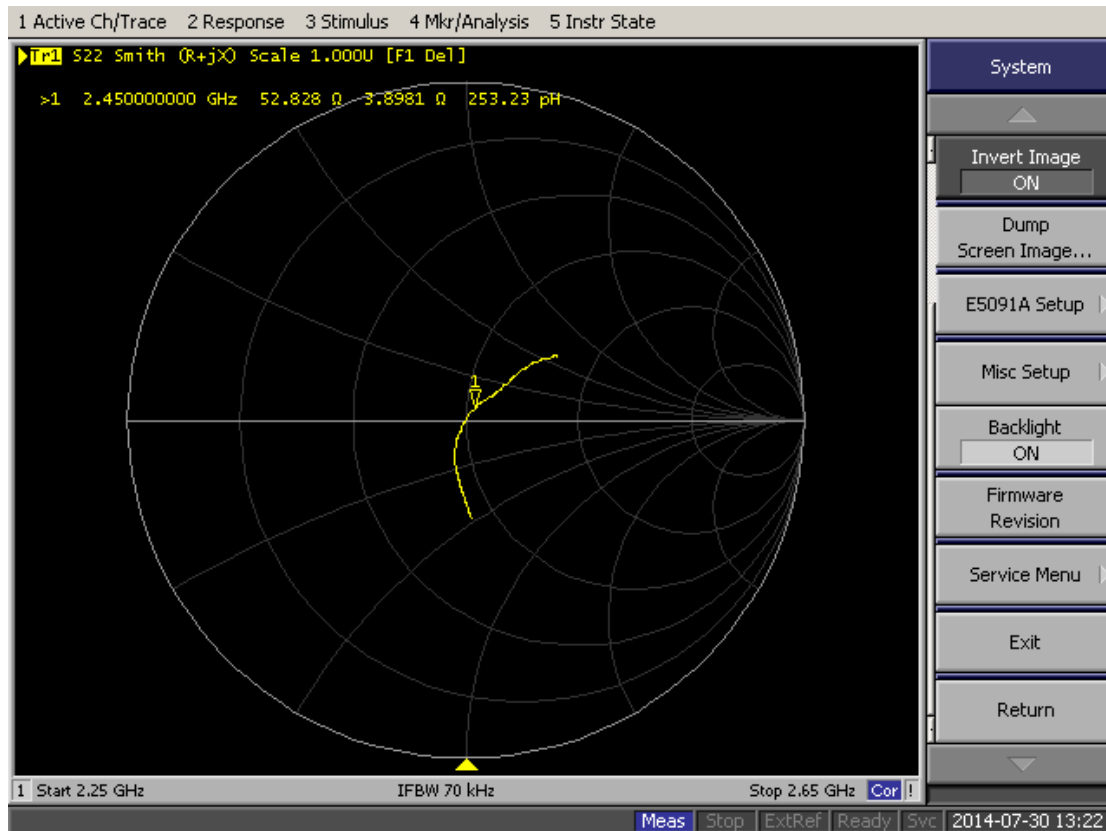 1 Active Ch/Trace 2 Response 3 Stimulus 4 Mkr/Analysis 5 Instr State
Tr1 S22 Smith (R+jX) Scale 1.000U [F1 Del]
>1 2.450000000 GHz 52.828 Ω 3.8981 Ω 253.23 pH
1
System
Invert Image
ON
Dump
Screen Image...
E5091A Setup
Misc Setup
Backlight
ON
Firmware
Revision
Service Menu
Exit
Return
1 Start 2.25 GHz IFBW 70 kHz Stop 2.65 GHz Cor !
Meas Stop ExtRef Ready Svc 2014-07-30 13:22